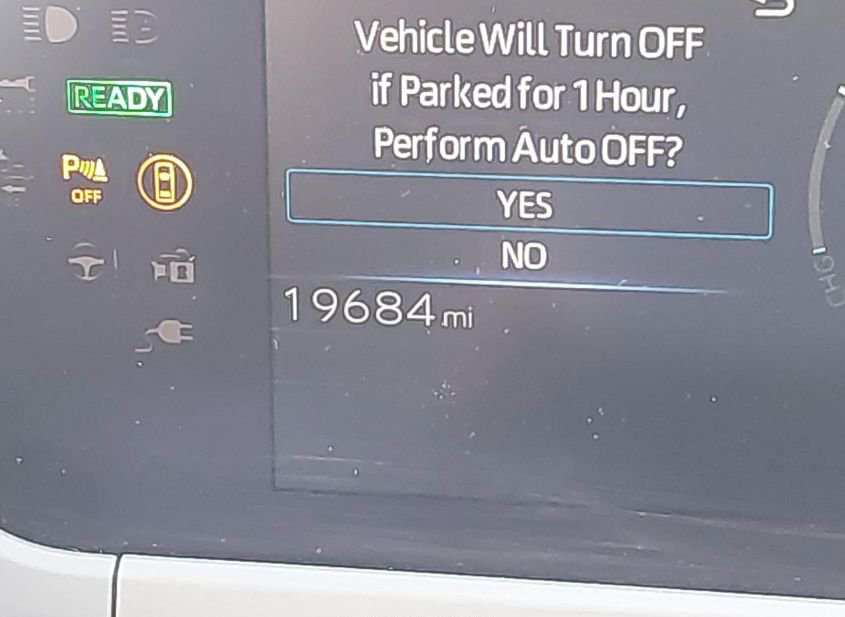 Vehicle Will Turn OFF
if Parked for 1 Hour,
Perform Auto OFF?
YES
NO
19684 mi
READY
P
OFF
CHG